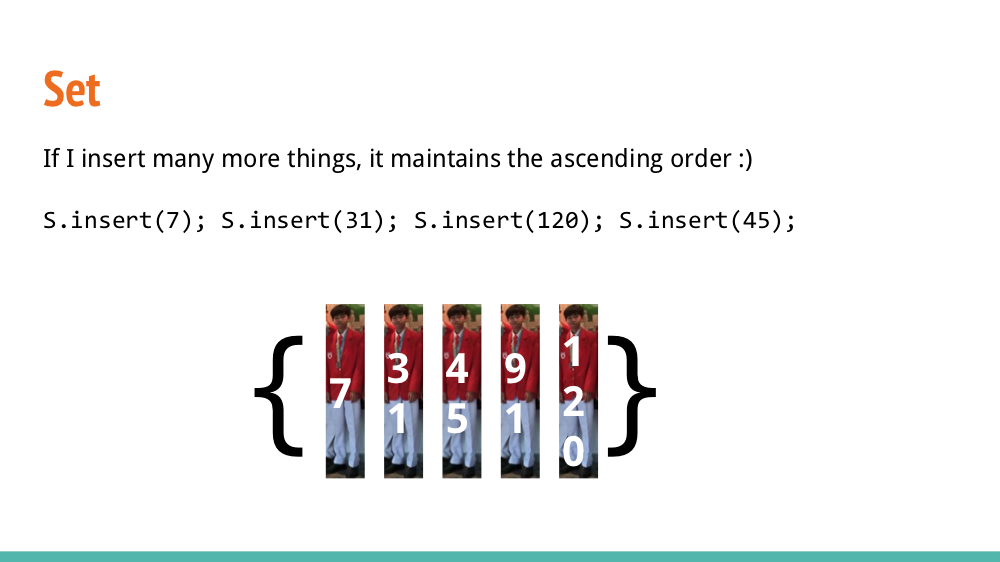 Set
If I insert many more things, it maintains the ascending order :)
S.insert(7); S.insert(31); S.insert(120); S.insert(45);
{ 7 31 45 91 120 }